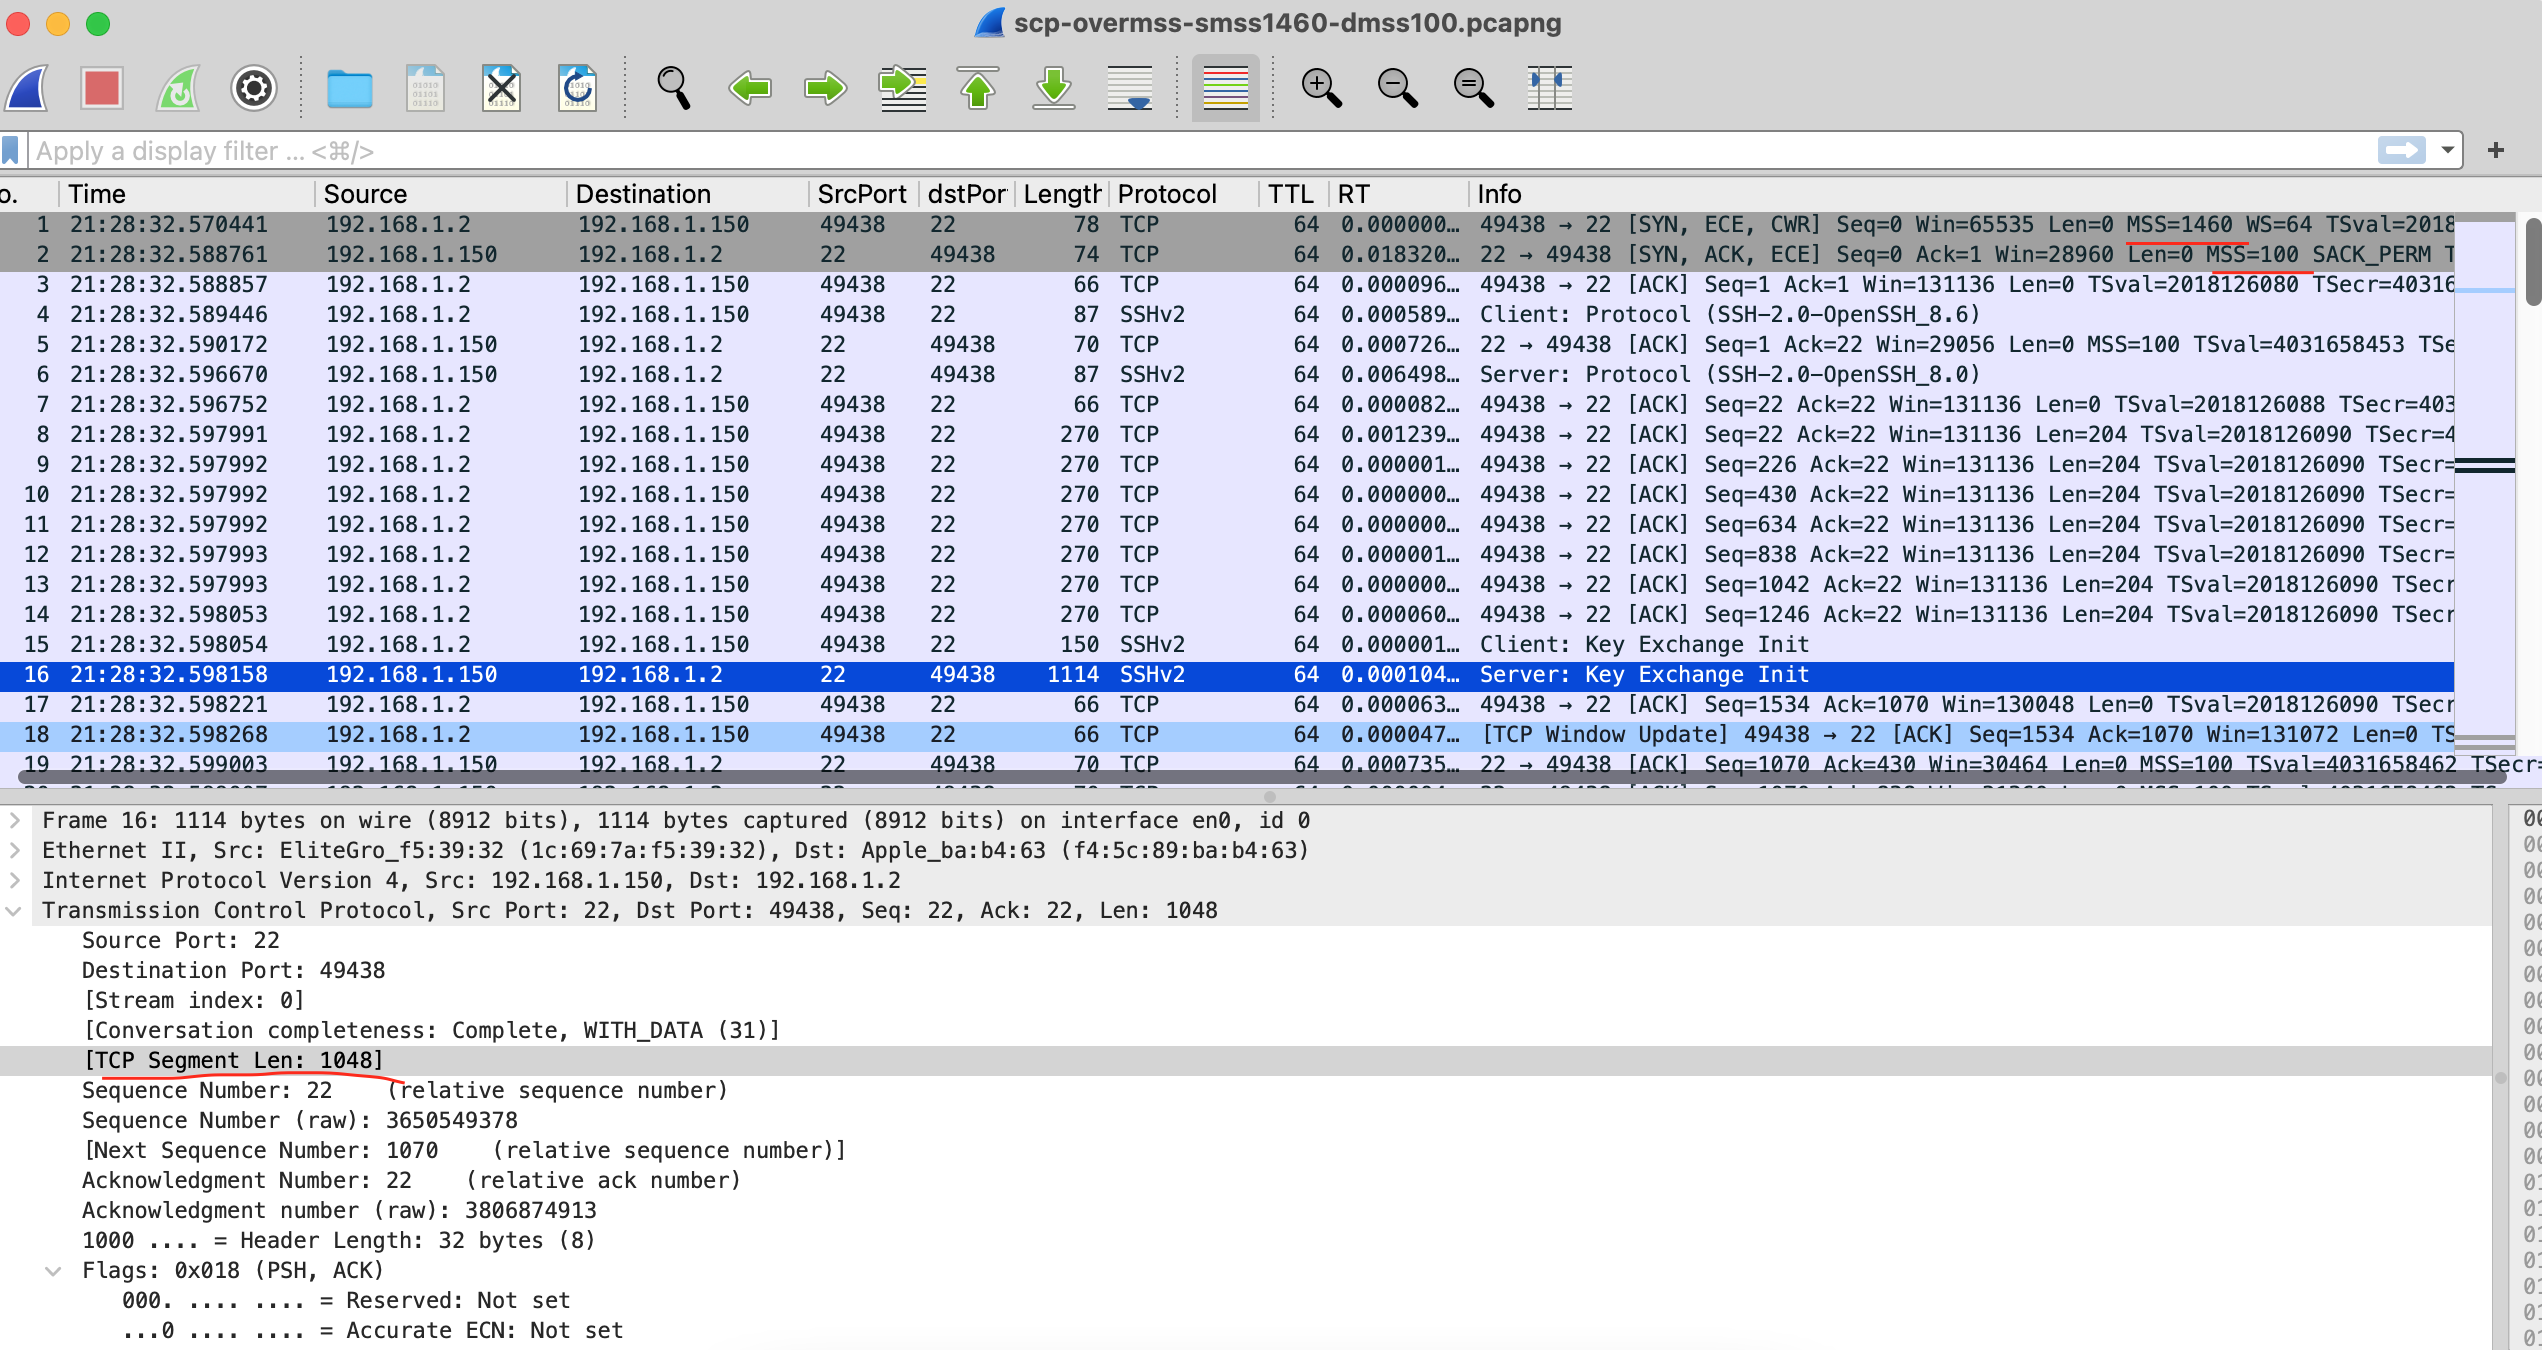 scp-overmss-smss1460-dmss100.pcapng
Apply a display filter ... <⌘/>
o. Time Source Destination SrcPort dstPor Length Protocol TTL RT Info
1 21:28:32.570441 192.168.1.2 192.168.1.150 49438 22 78 TCP 64 0.000000… 49438 → 22 [SYN, ECE, CWR] Seq=0 Win=65535 Len=0 MSS=1460 WS=64 TSval=2018
2 21:28:32.588761 192.168.1.150 192.168.1.2 22 49438 74 TCP 64 0.018320… 22 → 49438 [SYN, ACK, ECE] Seq=0 Ack=1 Win=28960 Len=0 MSS=100 SACK_PERM T
3 21:28:32.588857 192.168.1.2 192.168.1.150 49438 22 66 TCP 64 0.000096… 49438 → 22 [ACK] Seq=1 Ack=1 Win=131136 Len=0 TSval=2018126080 TSecr=40316
4 21:28:32.589446 192.168.1.2 192.168.1.150 49438 22 87 SSHv2 64 0.000589… Client: Protocol (SSH-2.0-OpenSSH_8.6)
5 21:28:32.590172 192.168.1.150 192.168.1.2 22 49438 70 TCP 64 0.000726… 22 → 49438 [ACK] Seq=1 Ack=22 Win=29056 Len=0 MSS=100 TSval=4031658453 TSe
6 21:28:32.596670 192.168.1.150 192.168.1.2 22 49438 87 SSHv2 64 0.006498… Server: Protocol (SSH-2.0-OpenSSH_8.0)
7 21:28:32.596752 192.168.1.2 192.168.1.150 49438 22 66 TCP 64 0.000082… 49438 → 22 [ACK] Seq=22 Ack=22 Win=131136 Len=0 TSval=2018126088 TSecr=403
8 21:28:32.597991 192.168.1.2 192.168.1.150 49438 22 270 TCP 64 0.001239… 49438 → 22 [ACK] Seq=22 Ack=22 Win=131136 Len=204 TSval=2018126090 TSecr=4
9 21:28:32.597992 192.168.1.2 192.168.1.150 49438 22 270 TCP 64 0.000001… 49438 → 22 [ACK] Seq=226 Ack=22 Win=131136 Len=204 TSval=2018126090 TSecr=
10 21:28:32.597992 192.168.1.2 192.168.1.150 49438 22 270 TCP 64 0.000000… 49438 → 22 [ACK] Seq=430 Ack=22 Win=131136 Len=204 TSval=2018126090 TSecr=
11 21:28:32.597992 192.168.1.2 192.168.1.150 49438 22 270 TCP 64 0.000000… 49438 → 22 [ACK] Seq=634 Ack=22 Win=131136 Len=204 TSval=2018126090 TSecr=
12 21:28:32.597993 192.168.1.2 192.168.1.150 49438 22 270 TCP 64 0.000001… 49438 → 22 [ACK] Seq=838 Ack=22 Win=131136 Len=204 TSval=2018126090 TSecr=
13 21:28:32.597993 192.168.1.2 192.168.1.150 49438 22 270 TCP 64 0.000000… 49438 → 22 [ACK] Seq=1042 Ack=22 Win=131136 Len=204 TSval=2018126090 TSecr
14 21:28:32.598053 192.168.1.2 192.168.1.150 49438 22 270 TCP 64 0.000060… 49438 → 22 [ACK] Seq=1246 Ack=22 Win=131136 Len=204 TSval=2018126090 TSecr
15 21:28:32.598054 192.168.1.2 192.168.1.150 49438 22 150 SSHv2 64 0.000001… Client: Key Exchange Init
16 21:28:32.598158 192.168.1.150 192.168.1.2 22 49438 1114 SSHv2 64 0.000104… Server: Key Exchange Init
17 21:28:32.598221 192.168.1.2 192.168.1.150 49438 22 66 TCP 64 0.000063… 49438 → 22 [ACK] Seq=1534 Ack=1070 Win=130048 Len=0 TSval=2018126090 TSecr
18 21:28:32.598268 192.168.1.2 192.168.1.150 49438 22 66 TCP 64 0.000047… [TCP Window Update] 49438 → 22 [ACK] Seq=1534 Ack=1070 Win=131072 Len=0 TS
19 21:28:32.599003 192.168.1.150 192.168.1.2 22 49438 70 TCP 64 0.000735… 22 → 49438 [ACK] Seq=1070 Ack=430 Win=30464 Len=0 MSS=100 TSval=4031658462 TSecr=
Frame 16: 1114 bytes on wire (8912 bits), 1114 bytes captured (8912 bits) on interface en0, id 0
Ethernet II, Src: EliteGro_f5:39:32 (1c:69:7a:f5:39:32), Dst: Apple_ba:b4:63 (f4:5c:89:ba:b4:63)
Internet Protocol Version 4, Src: 192.168.1.150, Dst: 192.168.1.2
Transmission Control Protocol, Src Port: 22, Dst Port: 49438, Seq: 22, Ack: 22, Len: 1048
Source Port: 22
Destination Port: 49438
[Stream index: 0]
[Conversation completeness: Complete, WITH_DATA (31)]
[TCP Segment Len: 1048]
Sequence Number: 22 (relative sequence number)
Sequence Number (raw): 3650549378
[Next Sequence Number: 1070 (relative sequence number)]
Acknowledgment Number: 22 (relative ack number)
Acknowledgment number (raw): 3806874913
1000 .... = Header Length: 32 bytes (8)
Flags: 0x018 (PSH, ACK)
000. .... .... = Reserved: Not set
...0 .... .... = Accurate ECN: Not set